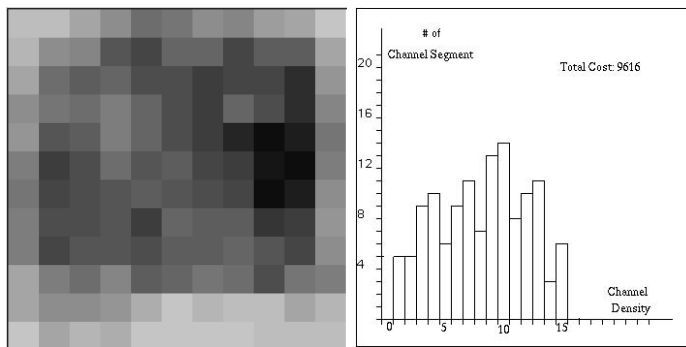 # of
Channel Segment
Total Cost: 9616
20
16
12
8
4
0 5 10 15
Channel
Density